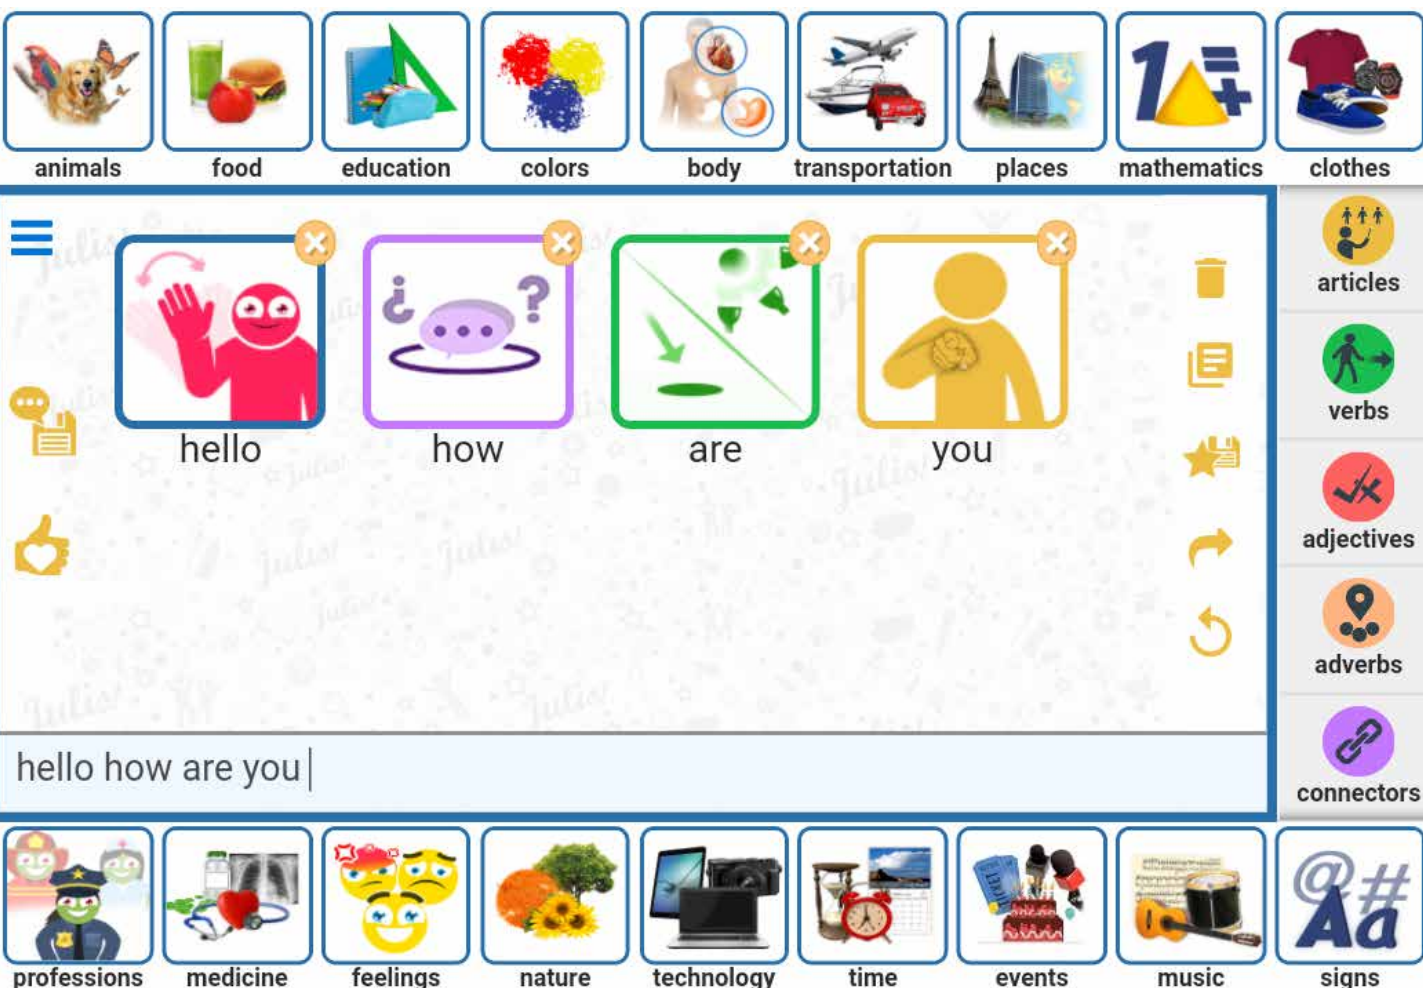 animals food education colors body transportation places mathematics clothes
articles
verbs
adjectives
adverbs
connectors
hello how are you
hello how are you
professions medicine feelings nature technology time events music signs
Julis!